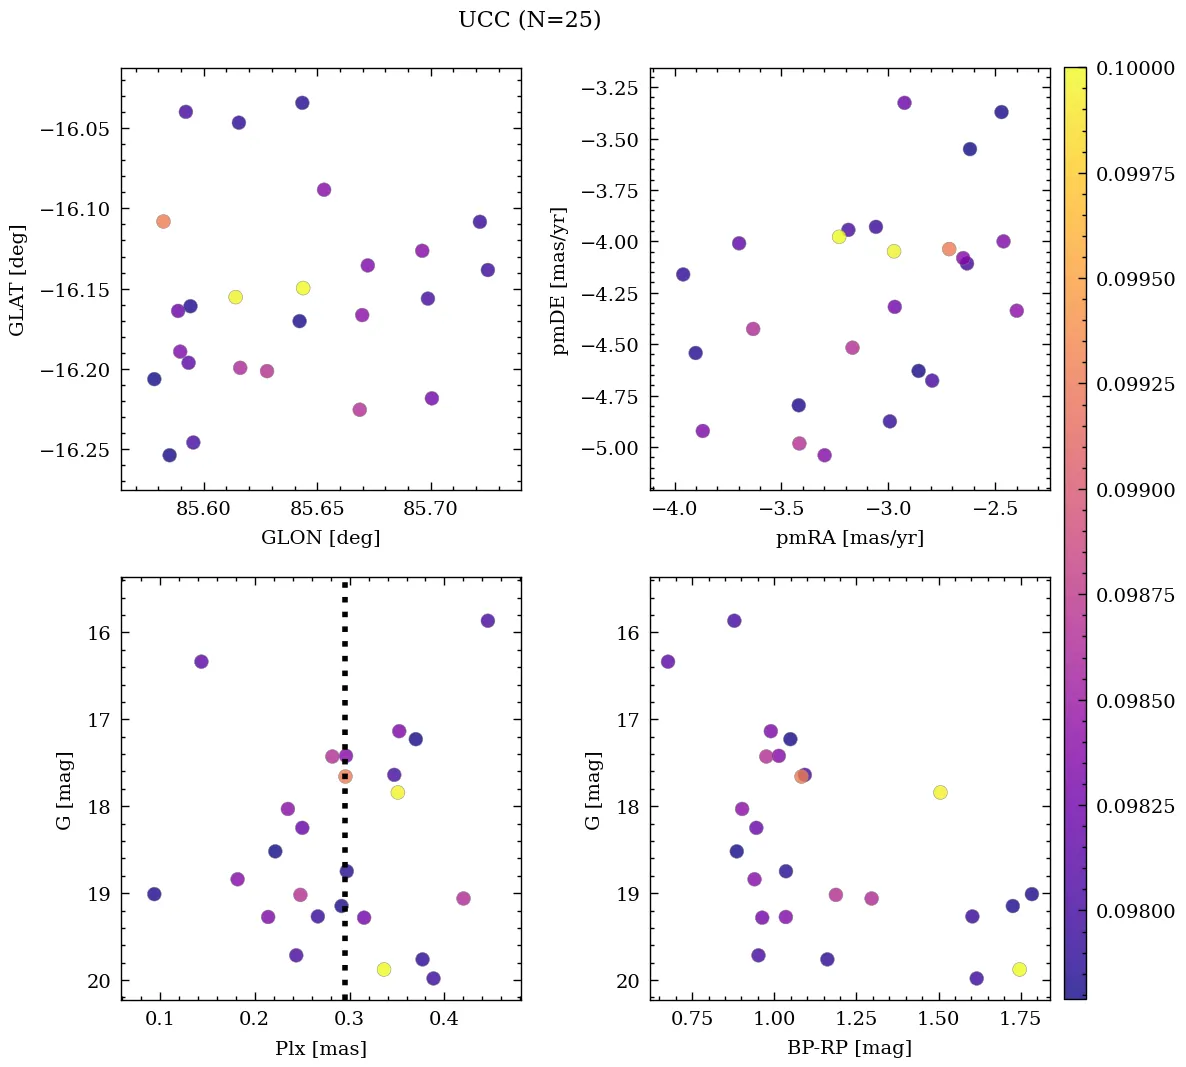 UCC (N=25)
−16.05
−16.10
−16.15
−16.20
−16.25
GLAT [deg]
85.60 85.65 85.70
GLON [deg]
−3.25
−3.50
−3.75
−4.00
−4.25
−4.50
−4.75
−5.00
pmDE [mas/yr]
−4.0 −3.5 −3.0 −2.5
pmRA [mas/yr]
16
17
18
19
20
G [mag]
0.1 0.2 0.3 0.4
Plx [mas]
16
17
18
19
20
G [mag]
0.75 1.00 1.25 1.50 1.75
BP-RP [mag]
0.10000
0.09975
0.09950
0.09925
0.09900
0.09875
0.09850
0.09825
0.09800